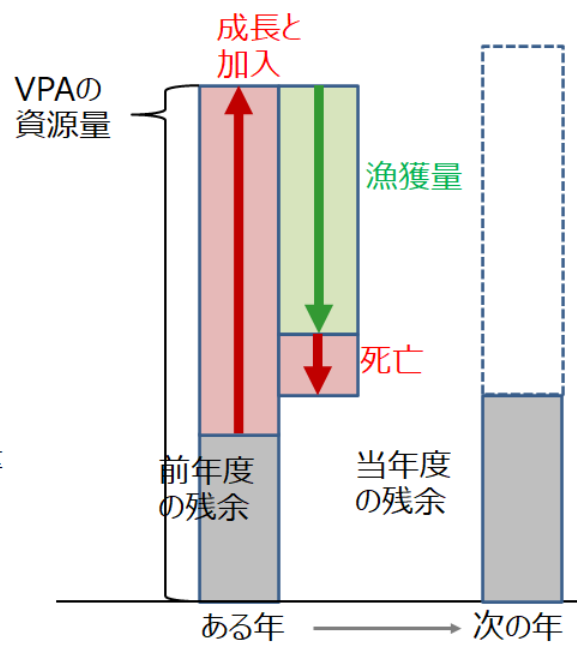 成長と
加入
VPAの
資源量
漁獲量
死亡
前年度
の残余
当年度
の残余
ある年
次の年